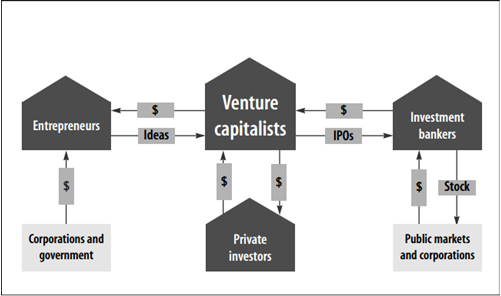 $
$
Venture
capitalists
Entrepreneurs
Investment
bankers
Ideas
IPOs
$
$
$
$
Stock
Corporations and
government
Private
investors
Public markets
and corporations